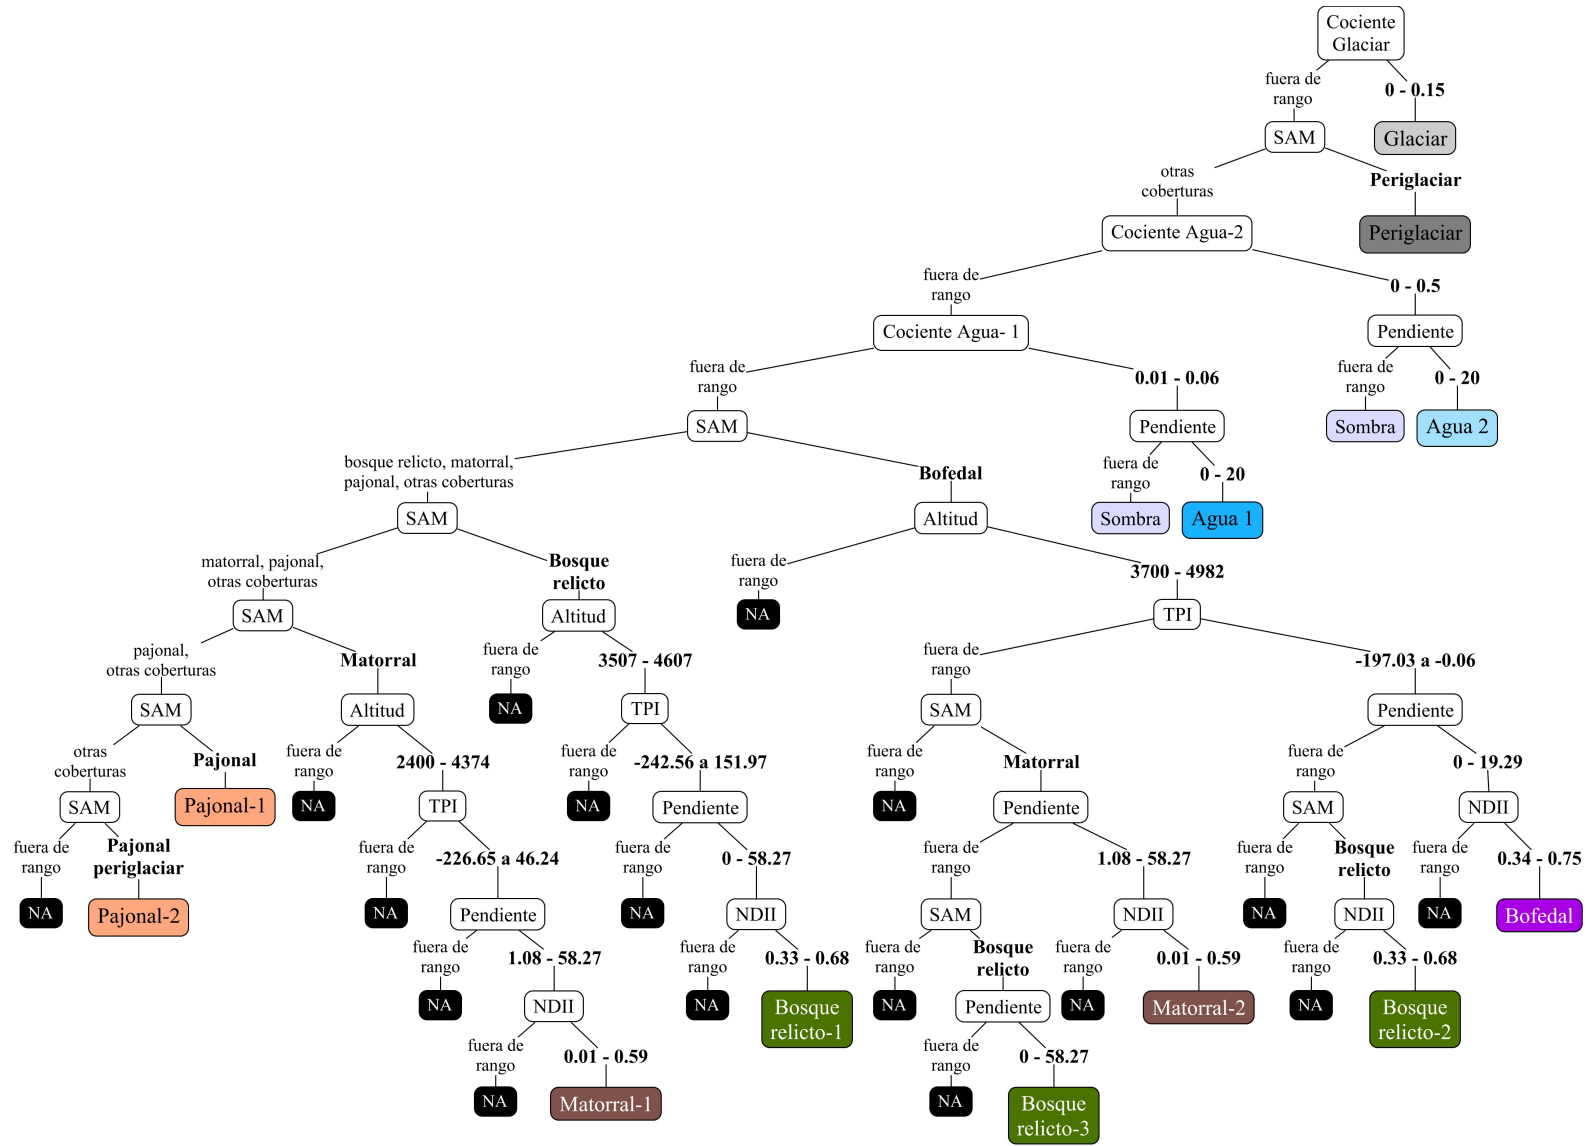 Cociente
Glaciar
fuera de
rango
0 - 0.15
SAM
Glaciar
otras
coberturas
Periglaciar
Cociente Agua-2
Periglaciar
fuera de
rango
0 - 0.5
Cociente Agua- 1
Pendiente
fuera de
rango
0.01 - 0.06
fuera de
rango
0 - 20
SAM
Pendiente
Sombra
Agua 2
bosque relicto, matorral,
pajonal, otras coberturas
Bofedal
fuera de
rango
0 - 20
SAM
Altitud
Sombra
Agua 1
matorral, pajonal,
otras coberturas
Bosque
relicto
fuera de
rango
3700 - 4982
SAM
Altitud
NA
TPI
pajonal,
otras coberturas
Matorral
fuera de
rango
3507 - 4607
fuera de
rango
-197.03 a -0.06
SAM
Altitud
NA
TPI
SAM
Pendiente
otras
coberturas
Pajonal
fuera de
rango
2400 - 4374
fuera de
rango
-242.56 a 151.97
fuera de
rango
Matorral
fuera de
rango
0 - 19.29
SAM
Pajonal-1
NA
TPI
NA
Pendiente
NA
Pendiente
SAM
NDII
fuera de
rango
Pajonal
periglaciar
fuera de
rango
-226.65 a 46.24
fuera de
rango
0 - 58.27
fuera de
rango
1.08 - 58.27
fuera de
rango
Bosque
relicto
fuera de
rango
0.34 - 0.75
NA
Pajonal-2
NA
Pendiente
NA
NDII
SAM
NDII
NA
NDII
NA
Bofedal
fuera de
rango
1.08 - 58.27
fuera de
rango
0.33 - 0.68
fuera de
rango
Bosque
relicto
fuera de
rango
0.01 - 0.59
fuera de
rango
0.33 - 0.68
NA
NDII
NA
Bosque
relicto-1
NA
Pendiente
NA
Matorral-2
NA
Bosque
relicto-2
fuera de
rango
0.01 - 0.59
fuera de
rango
0 - 58.27
NA
Matorral-1
NA
Bosque
relicto-3